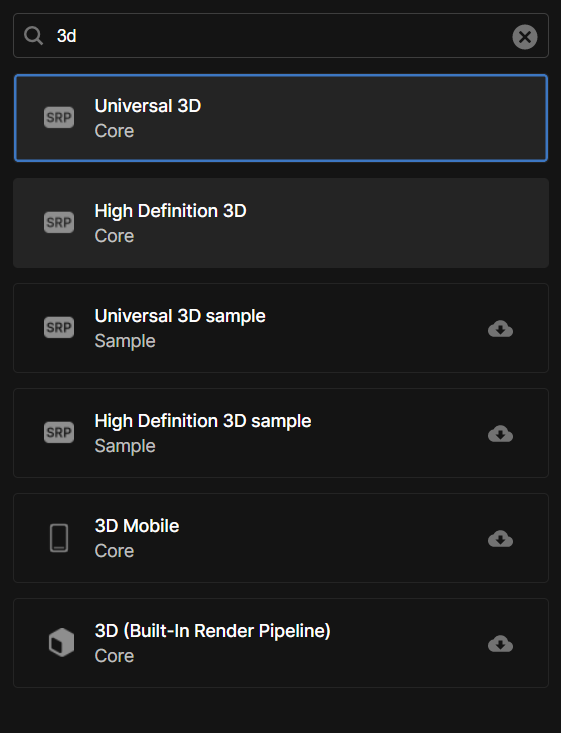 3d
SRP
Universal 3D
Core
SRP
High Definition 3D
Core
SRP
Universal 3D sample
Sample
SRP
High Definition 3D sample
Sample
3D Mobile
Core
3D (Built-In Render Pipeline)
Core